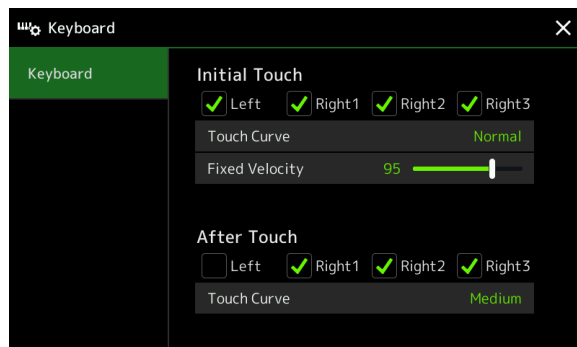 Keyboard
Keyboard
Initial Touch
Left Right1 Right2 Right3
Touch Curve Normal
Fixed Velocity 95
After Touch
Left Right1 Right2 Right3
Touch Curve Medium